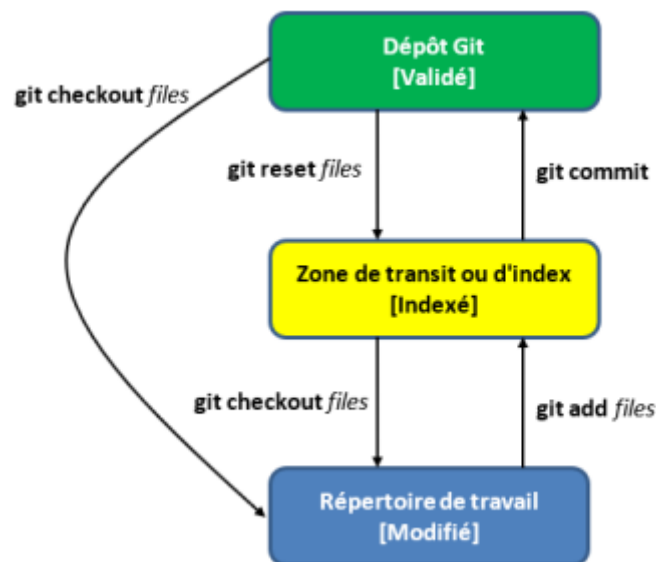 Dépôt Git
[Validé]
git checkout files
git reset files
git commit
Zone de transit ou d'index
[Indexé]
git checkout files
git add files
Répertoire de travail
[Modifié]